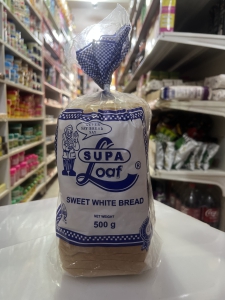 SUPA
Loaf
®
SWEET WHITE BREAD
NET WEIGHT
500 g